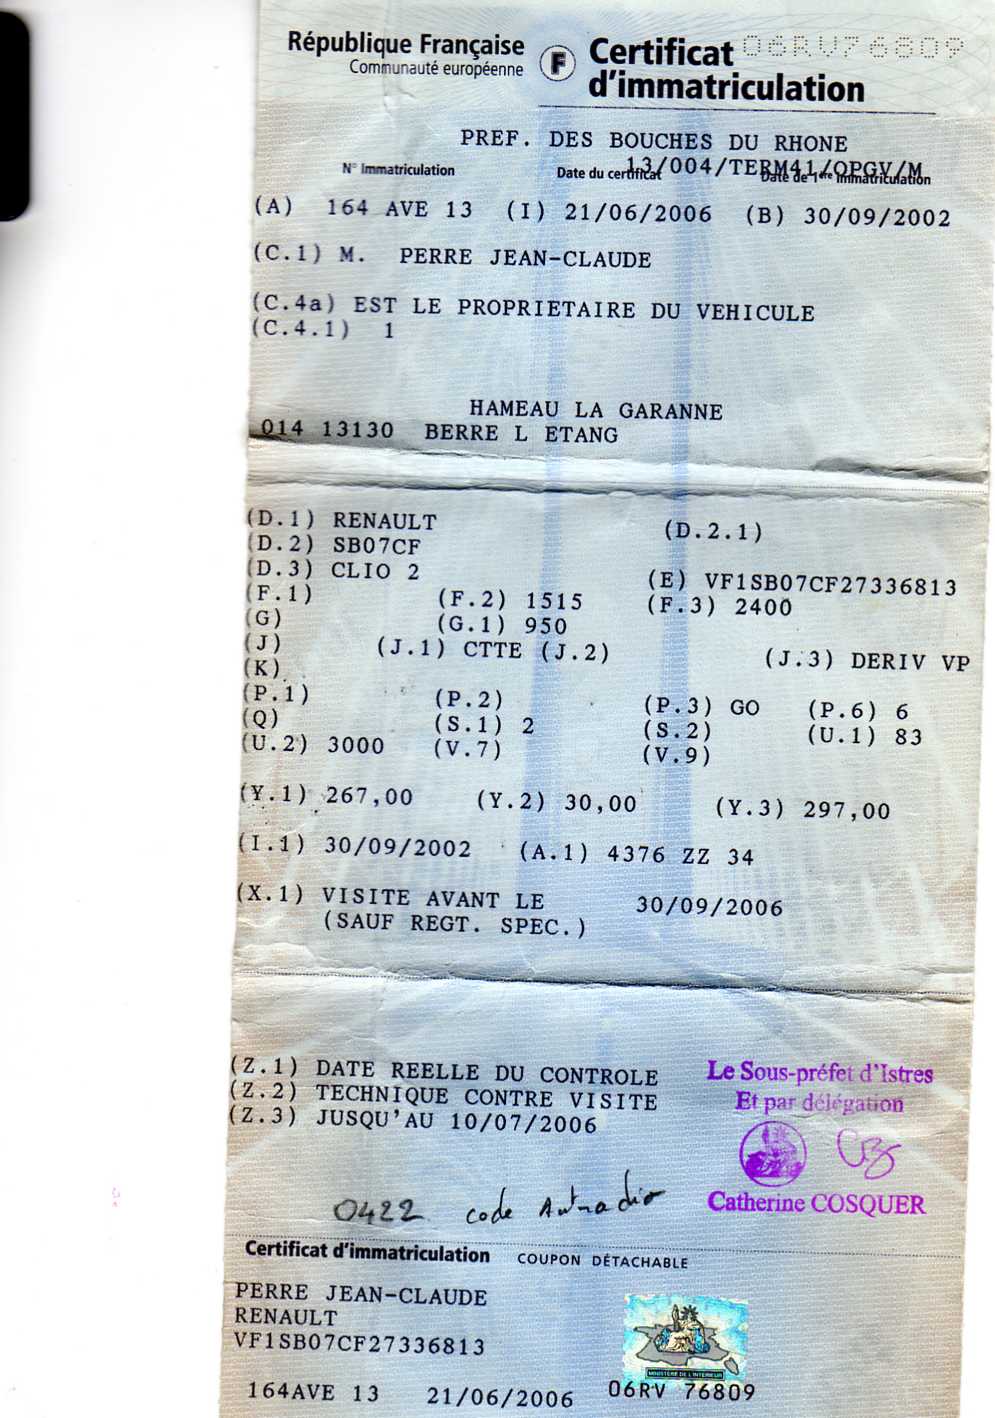 République Française
Communauté européenne
F
Certificat d'immatriculation
06RV76809
PREF. DES BOUCHES DU RHONE
13/004/TERM41/OPGV/M
N° Immatriculation Date du certificat Date de 1ère immatriculation
(A) 164 AVE 13 (I) 21/06/2006 (B) 30/09/2002
(C.1) M. PERRE JEAN-CLAUDE
(C.4a) EST LE PROPRIETAIRE DU VEHICULE
(C.4.1) 1
HAMEAU LA GARANNE
014 13130 BERRE L ETANG
(D.1) RENAULT (D.2.1)
(D.2) SB07CF
(D.3) CLIO 2 (E) VF1SB07CF27336813
(F.1) (F.2) 1515 (F.3) 2400
(G) (G.1) 950
(J) (J.1) CTTE (J.2) (J.3) DERIV VP
(K)
(P.1) (P.2) (P.3) GO (P.6) 6
(Q) (S.1) 2 (S.2) (U.1) 83
(U.2) 3000 (V.7) (V.9)
(Y.1) 267,00 (Y.2) 30,00 (Y.3) 297,00
(I.1) 30/09/2002 (A.1) 4376 ZZ 34
(X.1) VISITE AVANT LE 30/09/2006
(SAUF REGT. SPEC.)
(Z.1) DATE REELLE DU CONTROLE
(Z.2) TECHNIQUE CONTRE VISITE
(Z.3) JUSQU'AU 10/07/2006
Le Sous-préfet d'Istres
Et par délégation
Catherine COSQUER
0422 code Autoradio
Certificat d'immatriculation COUPON DÉTACHABLE
PERRE JEAN-CLAUDE
RENAULT
VF1SB07CF27336813
MINISTÈRE DE L'INTERIEUR
164AVE 13 21/06/2006 06RV 76809